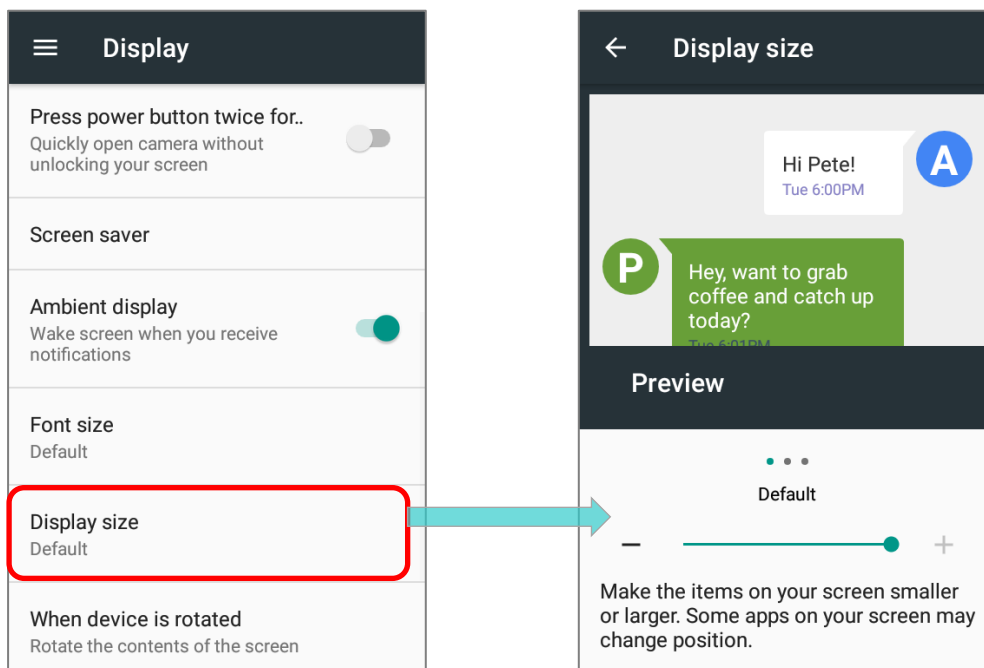 Display
Press power button twice for..
Quickly open camera without
unlocking your screen
Screen saver
Ambient display
Wake screen when you receive
notifications
Font size
Default
Display size
Default
When device is rotated
Rotate the contents of the screen
Display size
Hi Pete!
Tue 6:00PM
A
P
Hey, want to grab
coffee and catch up
today?
Tue 6:01PM
Preview
Default
Make the items on your screen smaller
or larger. Some apps on your screen may
change position.